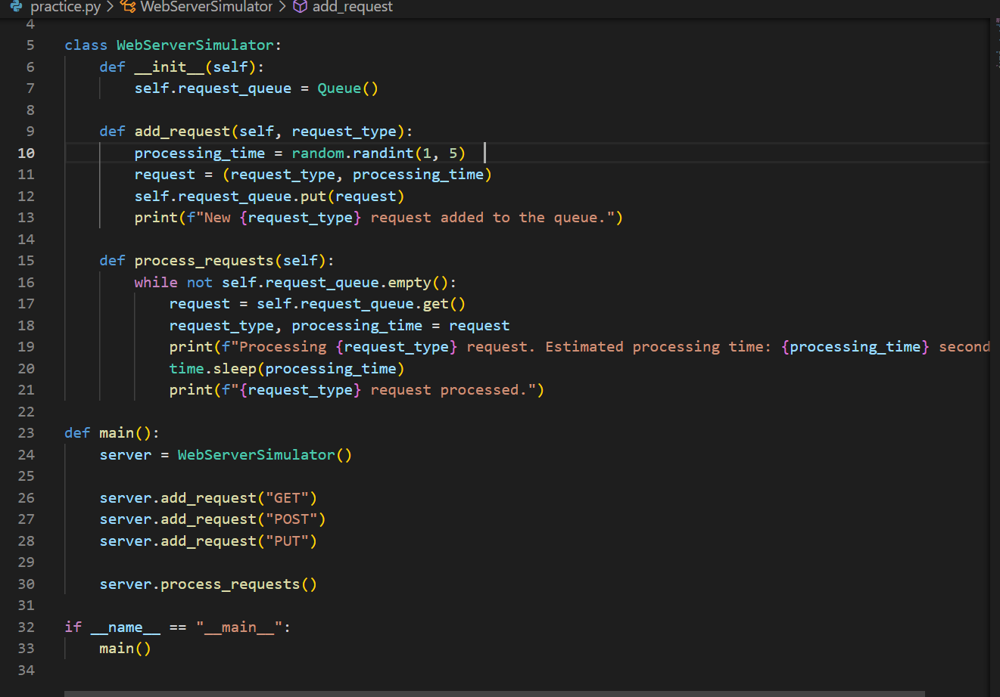 practice.py > WebServerSimulator > add_request
4
5 class WebServerSimulator:
6     def __init__(self):
7         self.request_queue = Queue()
8
9     def add_request(self, request_type):
10         processing_time = random.randint(1, 5)
11         request = (request_type, processing_time)
12         self.request_queue.put(request)
13         print(f"New {request_type} request added to the queue.")
14
15     def process_requests(self):
16         while not self.request_queue.empty():
17             request = self.request_queue.get()
18             request_type, processing_time = request
19             print(f"Processing {request_type} request. Estimated processing time: {processing_time} second
20             time.sleep(processing_time)
21             print(f"{request_type} request processed.")
22
23 def main():
24     server = WebServerSimulator()
25
26     server.add_request("GET")
27     server.add_request("POST")
28     server.add_request("PUT")
29
30     server.process_requests()
31
32 if __name__ == "__main__":
33     main()
34